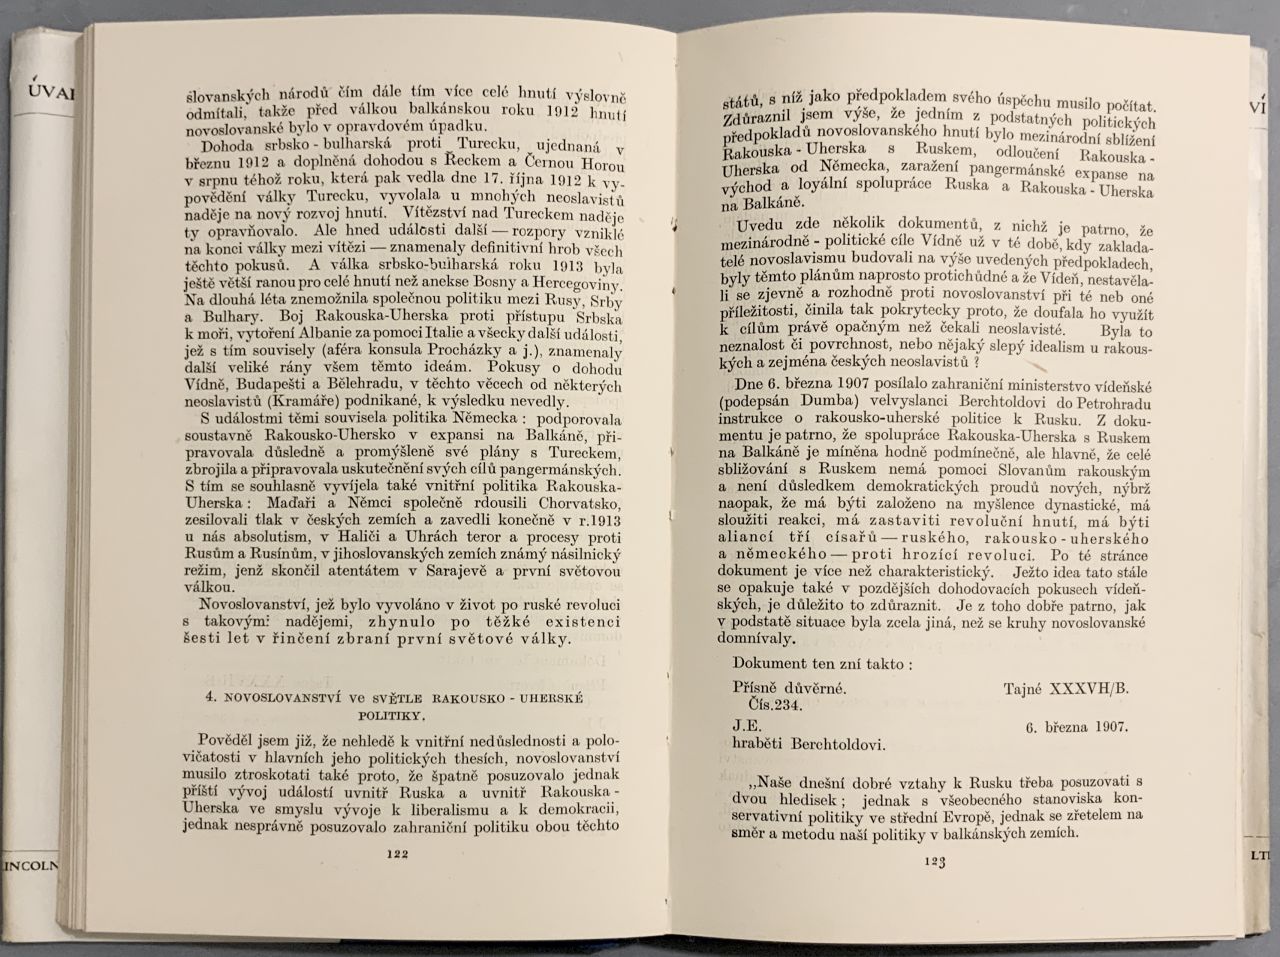 ÚVA
INCOLN
slovanských národů čím dále tím více celé hnutí výslovně
odmítali, takže před válkou balkánskou roku 1912 hnutí
novoslovanské bylo v opravdovém úpadku.
Dohoda srbsko - bulharská proti Turecku, ujednaná v
březnu 1912 a doplněná dohodou s Řeckem a Černou Horou
v srpnu téhož roku, která pak vedla dne 17. října 1912 k vy-
povědění války Turecku, vyvolala u mnohých neoslavistů
naděje na nový rozvoj hnutí. Vítězství nad Tureckem naděje
ty opravňovalo. Ale hned události další — rozpory vzniklé
na konci války mezi vítězi — znamenaly definitivní hrob všech
těchto pokusů. A válka srbsko-bulharská roku 1913 byla
ještě větší ranou pro celé hnutí než anekse Bosny a Hercegoviny.
Na dlouhá léta znemožnila společnou politiku mezi Rusy, Srby
a Bulhary. Boj Rakouska-Uherska proti přístupu Srbska
k moři, vytoření Albanie za pomoci Italie a všecky další události,
jež s tím souvisely (aféra konsula Procházky a j.), znamenaly
další veliké rány všem těmto ideám. Pokusy o dohodu
Vídně, Budapešti a Bělehradu, v těchto věcech od některých
neoslavistů (Kramáře) podnikané, k výsledku nevedly.
S událostmi těmi souvisela politika Německa : podporovala
soustavně Rakousko-Uhersko v expansi na Balkáně, při-
pravovala důsledně a promýšleně své plány s Tureckem,
zbrojila a připravovala uskutečnění svých cílů pangermánských.
S tím se souhlasně vyvíjela také vnitřní politika Rakouska-
Uherska : Maďaři a Němci společně rdousili Chorvatsko,
zesilovali tlak v českých zemích a zavedli konečně v r.1913
u nás absolutism, v Haliči a Uhrách teror a procesy proti
Rusům a Rusínům, v jihoslovanských zemích známý násilnický
režim, jenž skončil atentátem v Sarajevě a první světovou
válkou.
Novoslovanství, jež bylo vyvoláno v život po ruské revoluci
s takovými nadějemi, zhynulo po těžké existenci
šesti let v řinčení zbraní první světové války.
4. NOVOSLOVANSTVÍ ve SVĚTLE RAKOUSKO - UHERSKÉ
POLITIKY.
Pověděl jsem již, že nehledě k vnitřní nedůslednosti a polo-
vičatosti v hlavních jeho politických thesích, novoslovanství
musilo ztroskotati také proto, že špatně posuzovalo jednak
příští vývoj událostí uvnitř Ruska a uvnitř Rakouska -
Uherska ve smyslu vývoje k liberalismu a k demokracii,
jednak nesprávně posuzovalo zahraniční politiku obou těchto
122
států, s níž jako předpokladem svého úspěchu musilo počítat.
Zdůraznil jsem výše, že jedním z podstatných politických
předpokladů novoslovanského hnutí bylo mezinárodní sblížení
Rakouska - Uherska s Ruskem, odloučení Rakouska -
Uherska od Německa, zaražení pangermánské expanse na
východ a loyální spolupráce Ruska a Rakouska - Uherska
na Balkáně.
Uvedu zde několik dokumentů, z nichž je patrno, že
mezinárodně - politické cíle Vídně už v té době, kdy zaklada-
telé novoslavismu budovali na výše uvedených předpokladech,
byly těmto plánům naprosto protichůdné a že Vídeň, nestavěla-
li se zjevně a rozhodně proti novoslovanství při té neb oné
příležitosti, činila tak pokrytecky proto, že doufala ho využít
k cílům právě opačným než čekali neoslavisté. Byla to
neznalost či povrchnost, nebo nějaký slepý idealism u rakous-
kých a zejména českých neoslavistů ?
Dne 6. března 1907 posílalo zahraniční ministerstvo vídeňské
(podepsán Dumba) velvyslanci Berchtoldovi do Petrohradu
instrukce o rakousko-uherské politice k Rusku. Z doku-
mentu je patrno, že spolupráce Rakouska-Uherska s Ruskem
na Balkáně je míněna hodně podmínečně, ale hlavně, že celé
sbližování s Ruskem nemá pomoci Slovanům rakouským
a není důsledkem demokratických proudů nových, nýbrž
naopak, že má býti založeno na myšlence dynastické, má
sloužiti reakci, má zastaviti revoluční hnutí, má býti
aliancí tří císařů — ruského, rakousko - uherského
a německého — proti hrozící revoluci. Po té stránce
dokument je více než charakteristický. Ježto idea tato stále
se opakuje také v pozdějších dohodovacích pokusech vídeň-
ských, je důležito to zdůraznit. Je z toho dobře patrno, jak
v podstatě situace byla zcela jiná, než se kruhy novoslovanské
domnívaly.
Dokument ten zní takto :
Přísně důvěrné. Tajné XXXVH/B.
Čís.234.
J.E. 6. března 1907.
hraběti Berchtoldovi.
,,Naše dnešní dobré vztahy k Rusku třeba posuzovati s
dvou hledisek ; jednak s všeobecného stanoviska kon-
servativní politiky ve střední Evropě, jednak se zřetelem na
směr a metodu naší politiky v balkánských zemích.
123
VÍ
LT